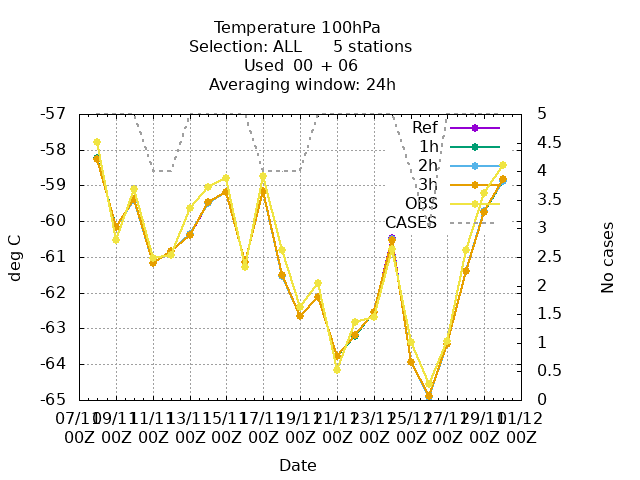 Temperature 100hPa
Selection: ALL 5 stations
Used 00 + 06
Averaging window: 24h
-57
-58
-59
-60
-61
-62
-63
-64
-65
5
4.5
4
3.5
3
2.5
2
1.5
1
0.5
0
Ref
1h
2h
3h
OBS
CASES
deg C
No cases
07/11 09/11 11/11 13/11 15/11 17/11 19/11 21/11 23/11 25/11 27/11 29/11 01/12
00Z 00Z 00Z 00Z 00Z 00Z 00Z 00Z 00Z 00Z 00Z 00Z 00Z
Date